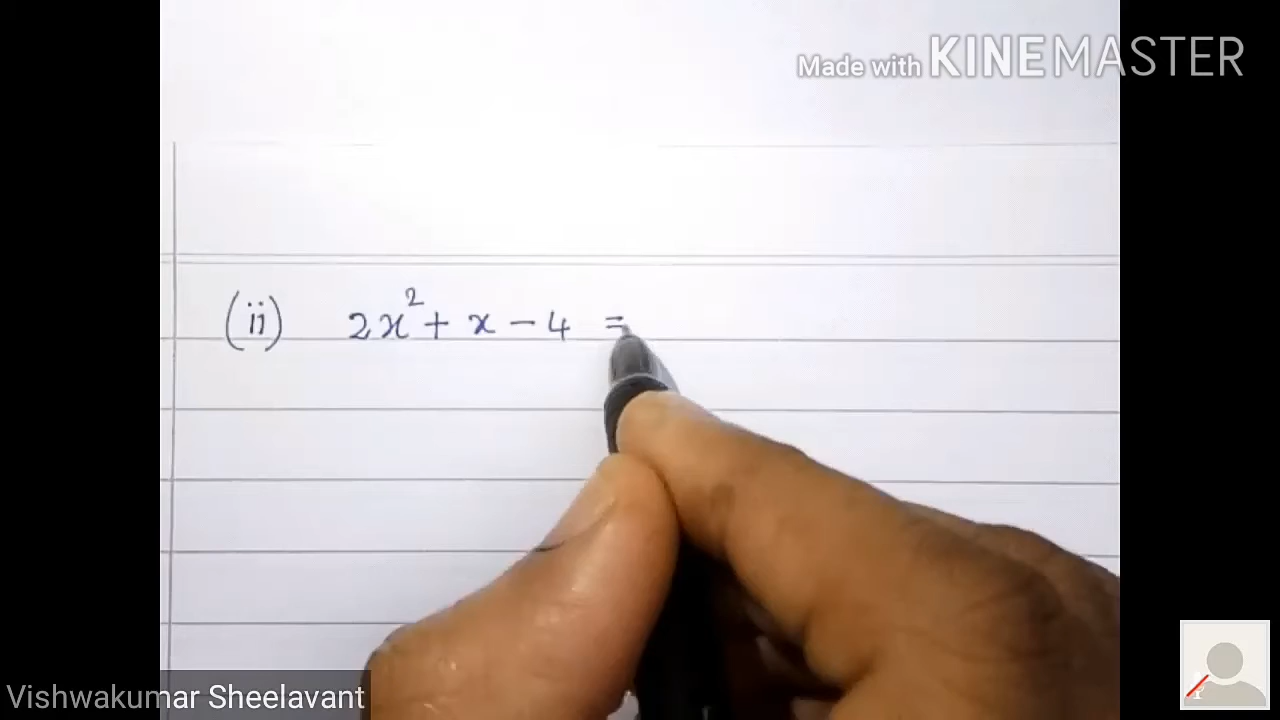 Made with KINEMASTER
(ii) 2x² + x - 4 =
Vishwakumar Sheelavant